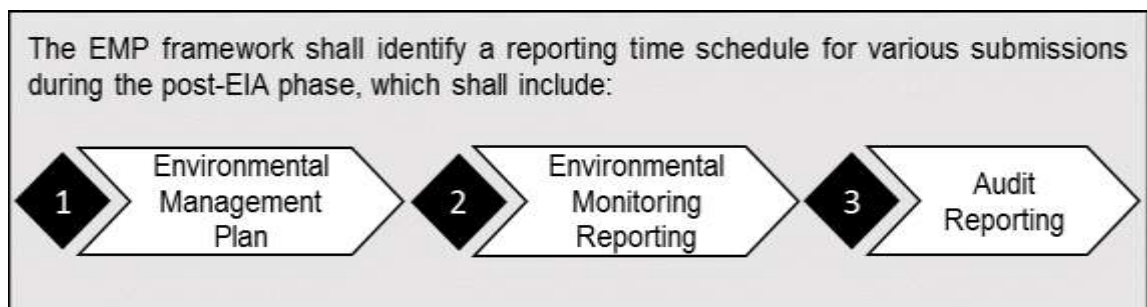 The EMP framework shall identify a reporting time schedule for various submissions
during the post-EIA phase, which shall include:
1
Environmental
Management
Plan
2
Environmental
Monitoring
Reporting
3
Audit
Reporting